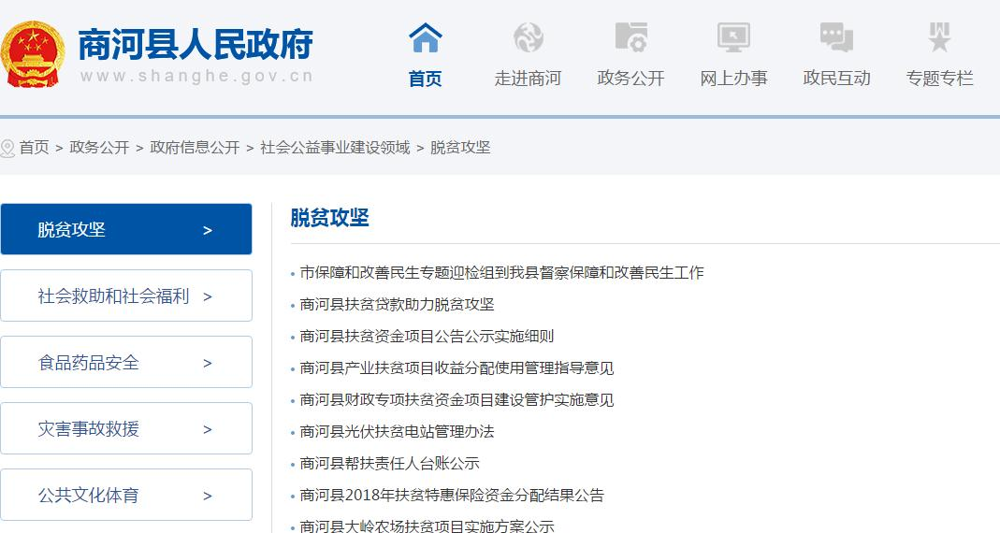 商河县人民政府
www.shanghe.gov.cn
首页 走进商河 政务公开 网上办事 政民互动 专题专栏
首页 > 政务公开 > 政府信息公开 > 社会公益事业建设领域 > 脱贫攻坚
脱贫攻坚 >
社会救助和社会福利 >
食品药品安全 >
灾害事故救援 >
公共文化体育 >
脱贫攻坚
市保障和改善民生专题迎检组到我县督察保障和改善民生工作
商河县扶贫贷款助力脱贫攻坚
商河县扶贫资金项目公告公示实施细则
商河县产业扶贫项目收益分配使用管理指导意见
商河县财政专项扶贫资金项目建设管护实施意见
商河县光伏扶贫电站管理办法
商河县帮扶责任人台账公示
商河县2018年扶贫特惠保险资金分配结果公告
商河县大岭农场扶贫项目实施方案公示